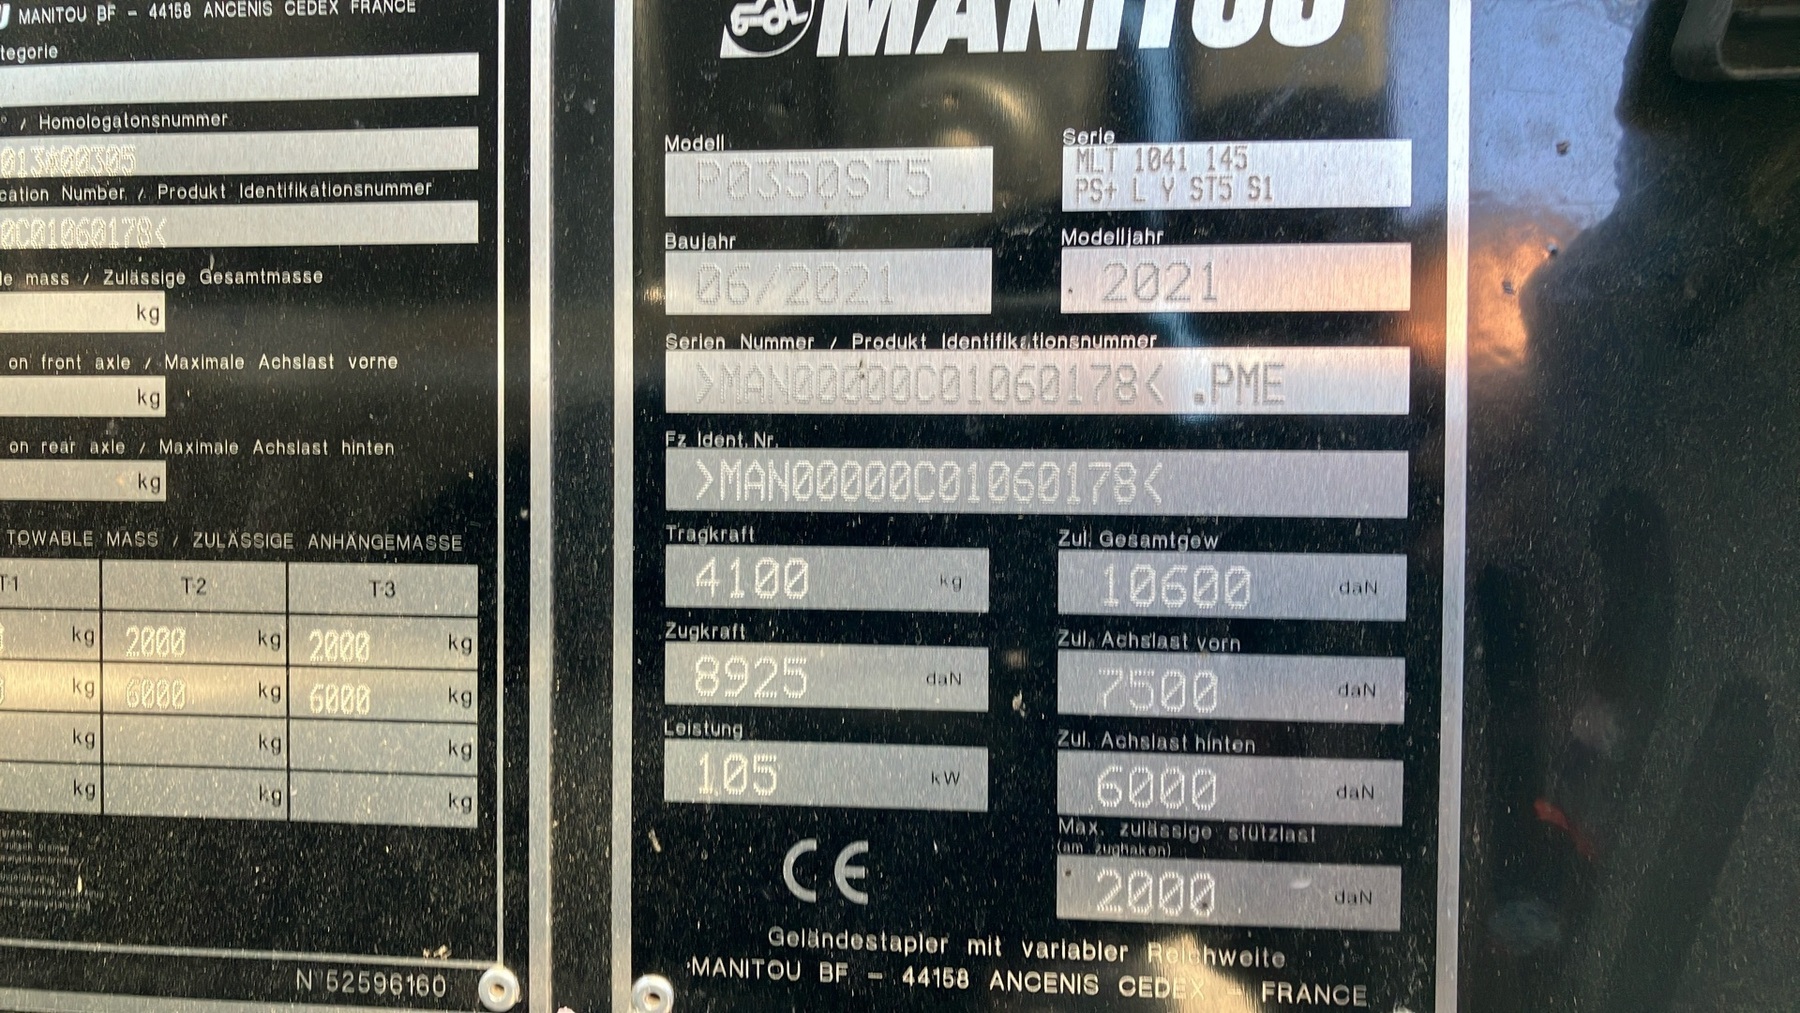 MANITOU BF - 44158 ANCENIS CEDEX FRANCE
tegorie
° / Homologatonsnummer
013*00305
cation Number / Produkt Identifikationsnummer
0C01060178<
le mass / Zulässige Gesamtmasse
kg
on front axle / Maximale Achslast vorne
kg
on rear axle / Maximale Achslast hinten
kg
TOWABLE MASS / ZULÄSSIGE ANHÄNGEMASSE
T-1 T-2 T-3
kg 2000 kg 2000 kg
kg 6000 kg 6000 kg
kg kg kg
kg kg kg
N°52596160
MANITOU
Modell
P0350ST5
Serie
MLT 1041 145
PS+ L Y ST5 S1
Baujahr
06/2021
Modelljahr
2021
Serien Nummer / Produkt Identifikationsnummer
>MAN00000C01060178< .PME
Fz.Ident.Nr.
>MAN00000C01060178<
Tragkraft
4100 kg
Zul. Gesamtgew
10600 daN
Zugkraft
8925 daN
Zul. Achslast vorn
7500 daN
Leistung
105 kW
Zul. Achslast hinten
6000 daN
Max. zulässige stützlast
(am zughaken)
2000 daN
CE
Geländestapler mit variabler Reichweite
MANITOU BF - 44158 ANCENIS CEDEX - FRANCE